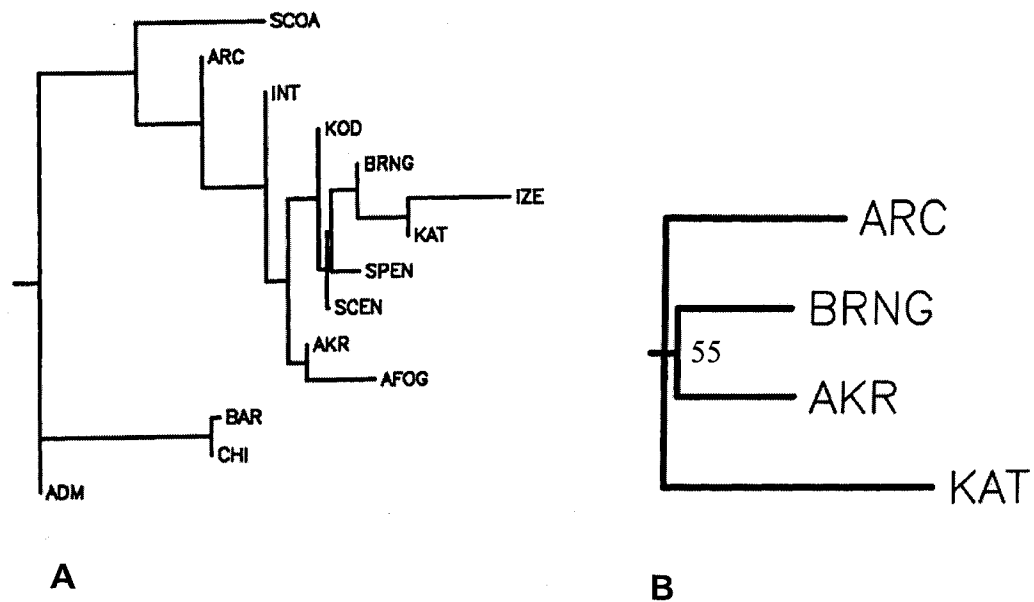 SCOA
ARC
INT
KOD
BRNG
IZE
KAT
SPEN
SCEN
AKR
AFOG
BAR
CHI
ADM
A
ARC
BRNG
55
AKR
KAT
B